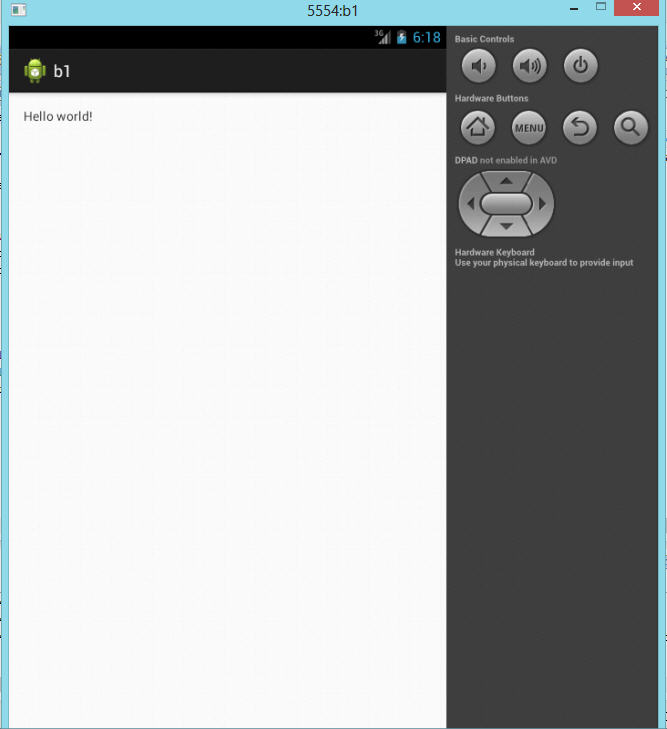 5554:b1
3G 6:18
b1
Hello world!
Basic Controls
Hardware Buttons
MENU
DPAD not enabled in AVD
Hardware Keyboard
Use your physical keyboard to provide input